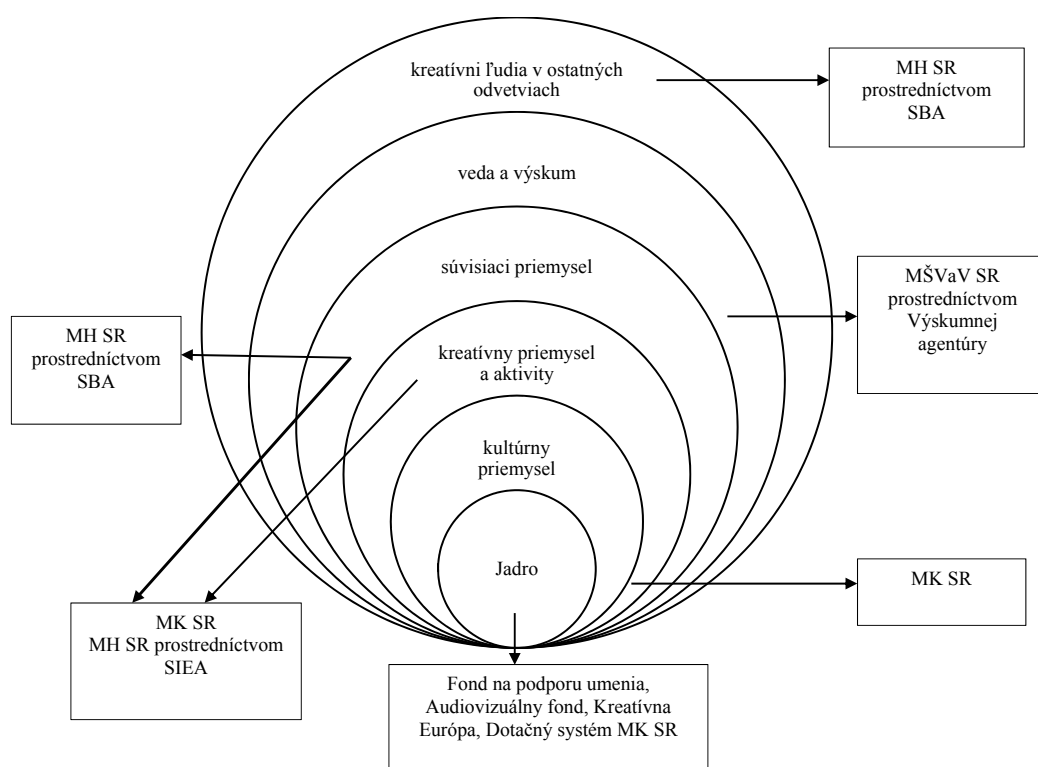 kreatívni ľudia v ostatných
odvetviach
MH SR
prostredníctvom
SBA
veda a výskum
súvisiaci priemysel
MŠVaV SR
prostredníctvom
Výskumnej
agentúry
MH SR
prostredníctvom
SBA
kreatívny priemysel
a aktivity
kultúrny
priemysel
Jadro
MK SR
MK SR
MH SR prostredníctvom
SIEA
Fond na podporu umenia,
Audiovizuálny fond, Kreatívna
Európa, Dotačný systém MK SR